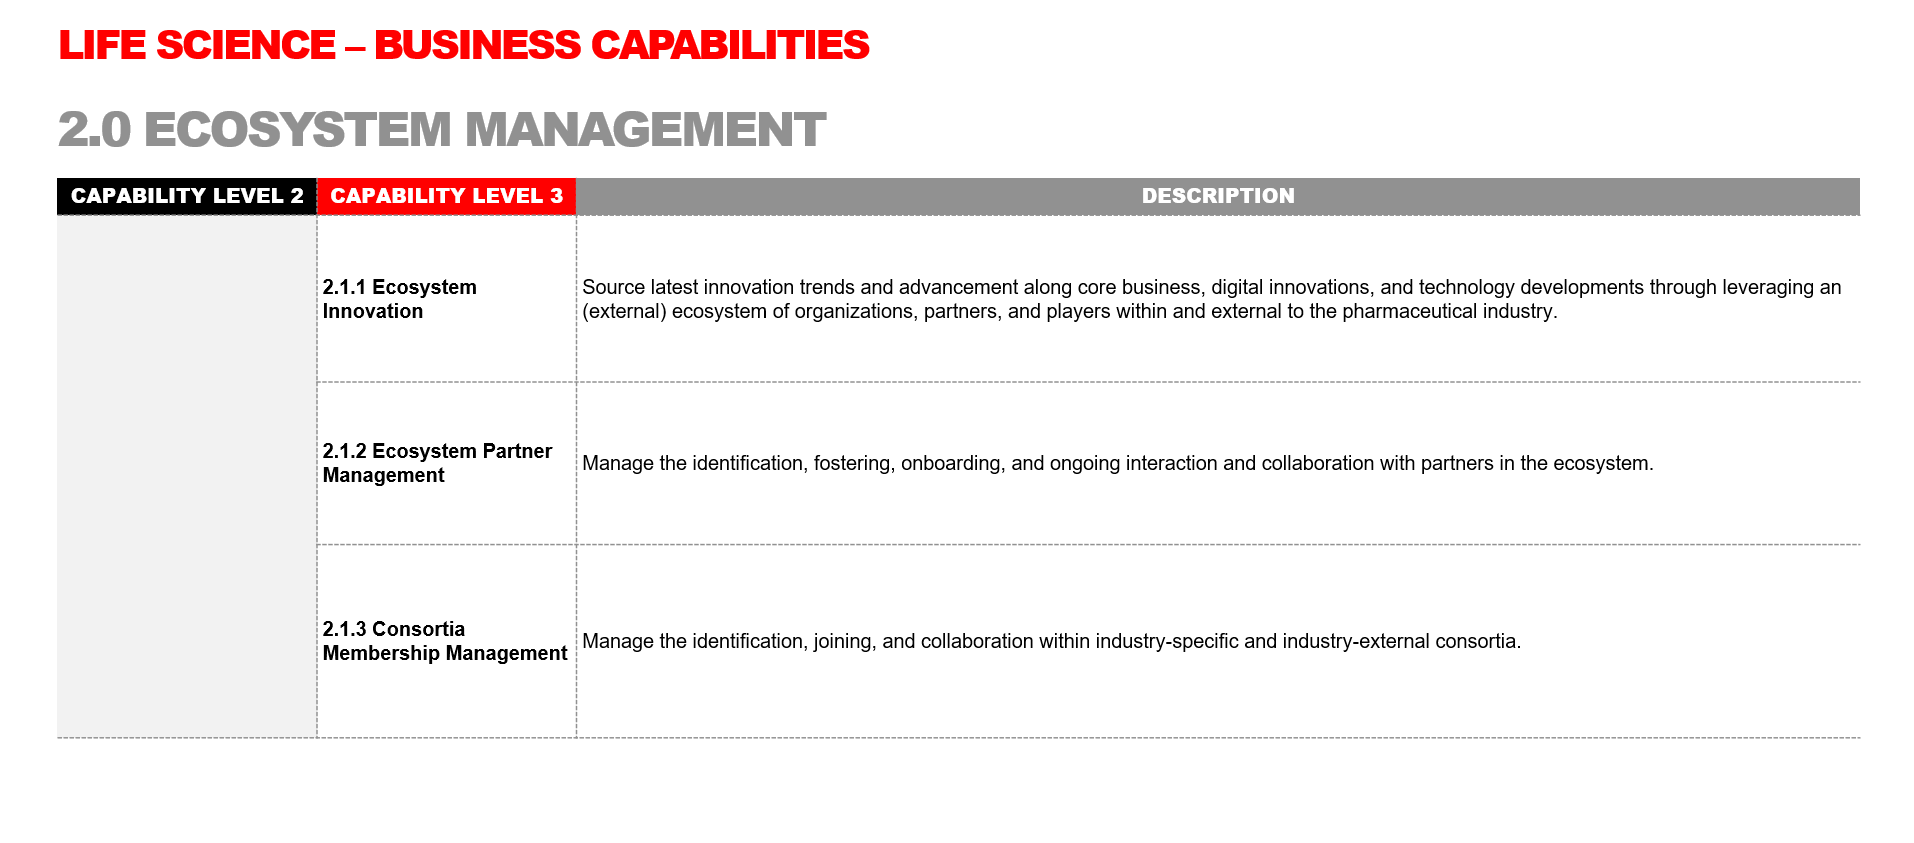 LIFE SCIENCE – BUSINESS CAPABILITIES
2.0 ECOSYSTEM MANAGEMENT
CAPABILITY LEVEL 2
CAPABILITY LEVEL 3
DESCRIPTION
2.1.1 Ecosystem
Innovation
Source latest innovation trends and advancement along core business, digital innovations, and technology developments through leveraging an
(external) ecosystem of organizations, partners, and players within and external to the pharmaceutical industry.
2.1.2 Ecosystem Partner
Management
Manage the identification, fostering, onboarding, and ongoing interaction and collaboration with partners in the ecosystem.
2.1.3 Consortia
Membership Management
Manage the identification, joining, and collaboration within industry-specific and industry-external consortia.